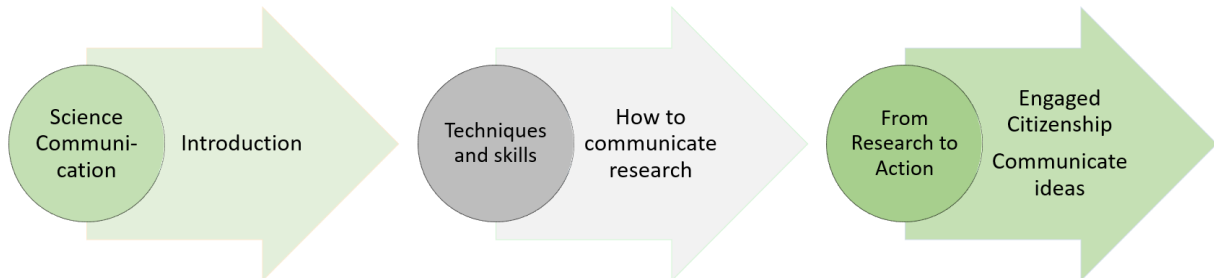 Science
Communi-
cation
Introduction
Techniques
and skills
How to
communicate
research
From
Research to
Action
Engaged
Citizenship
Communicate
ideas